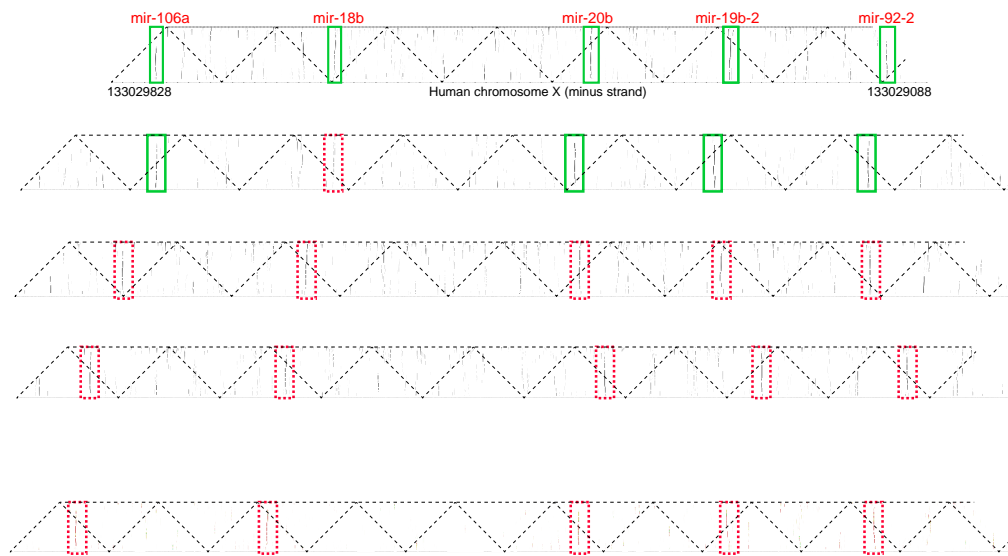 mir-106a mir-18b mir-20b mir-19b-2 mir-92-2
133029828 Human chromosome X (minus strand) 133029088